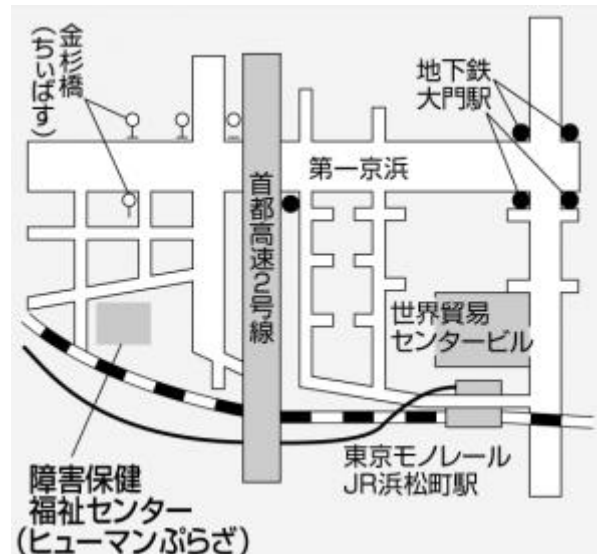 金杉橋
(ちぃばす)
地下鉄
大門駅
第一京浜
首都高速2号線
世界貿易
センタービル
東京モノレール
JR浜松町駅
障害保健
福祉センター
(ヒューマンぷらざ)